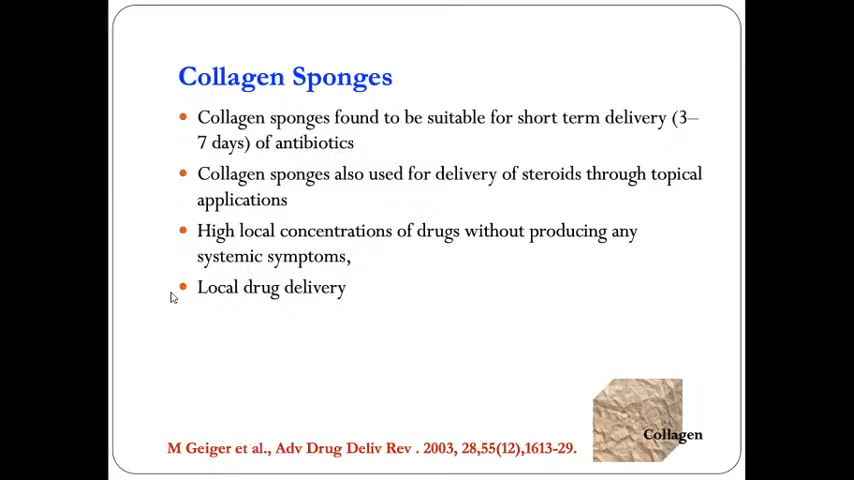 Collagen Sponges
Collagen sponges found to be suitable for short term delivery (3–
7 days) of antibiotics
Collagen sponges also used for delivery of steroids through topical
applications
High local concentrations of drugs without producing any
systemic symptoms,
Local drug delivery
Collagen
M Geiger et al., Adv Drug Deliv Rev . 2003, 28,55(12),1613-29.